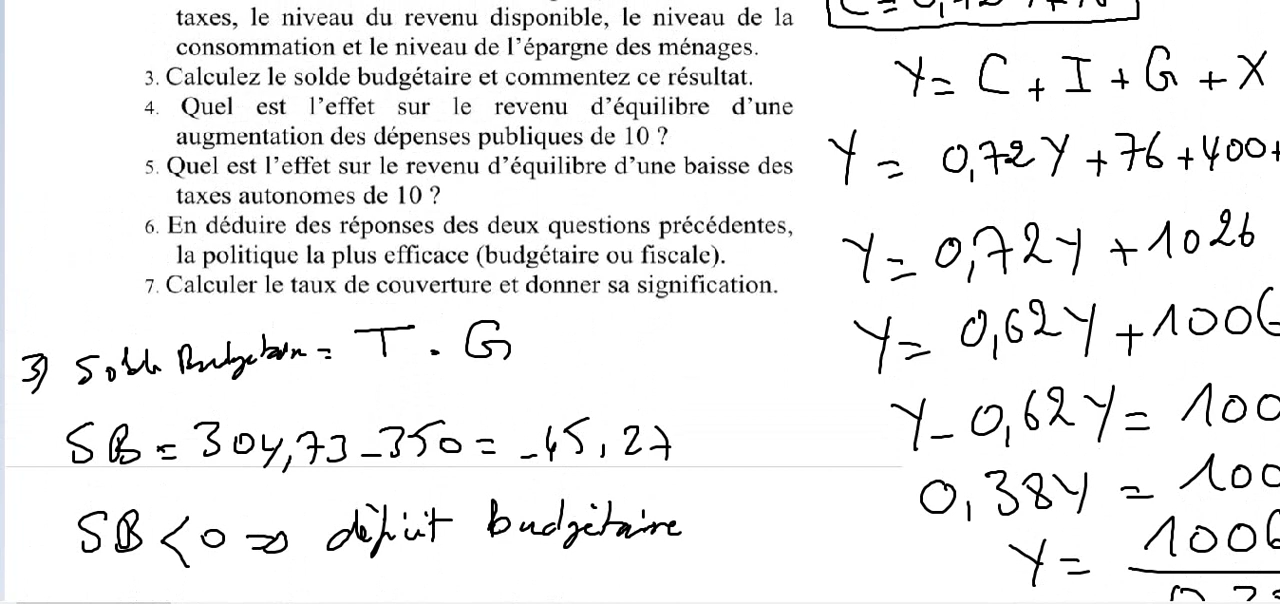 taxes, le niveau du revenu disponible, le niveau de la
consommation et le niveau de l'épargne des ménages.
3. Calculez le solde budgétaire et commentez ce résultat.
4. Quel est l'effet sur le revenu d'équilibre d'une
augmentation des dépenses publiques de 10 ?
5. Quel est l'effet sur le revenu d'équilibre d'une baisse des
taxes autonomes de 10 ?
6. En déduire des réponses des deux questions précédentes,
la politique la plus efficace (budgétaire ou fiscale).
7. Calculer le taux de couverture et donner sa signification.
3) Solde Budgetaire = T - G
SB = 304,73 - 350 = -45,27
SB < 0 => déficit budgétaire
Y = C + I + G + X
Y = 0,72Y + 76 + 400 +
Y = 0,72Y + 1026
Y = 0,62Y + 1006
Y - 0,62Y = 100
0,38Y = 100
Y = 1006